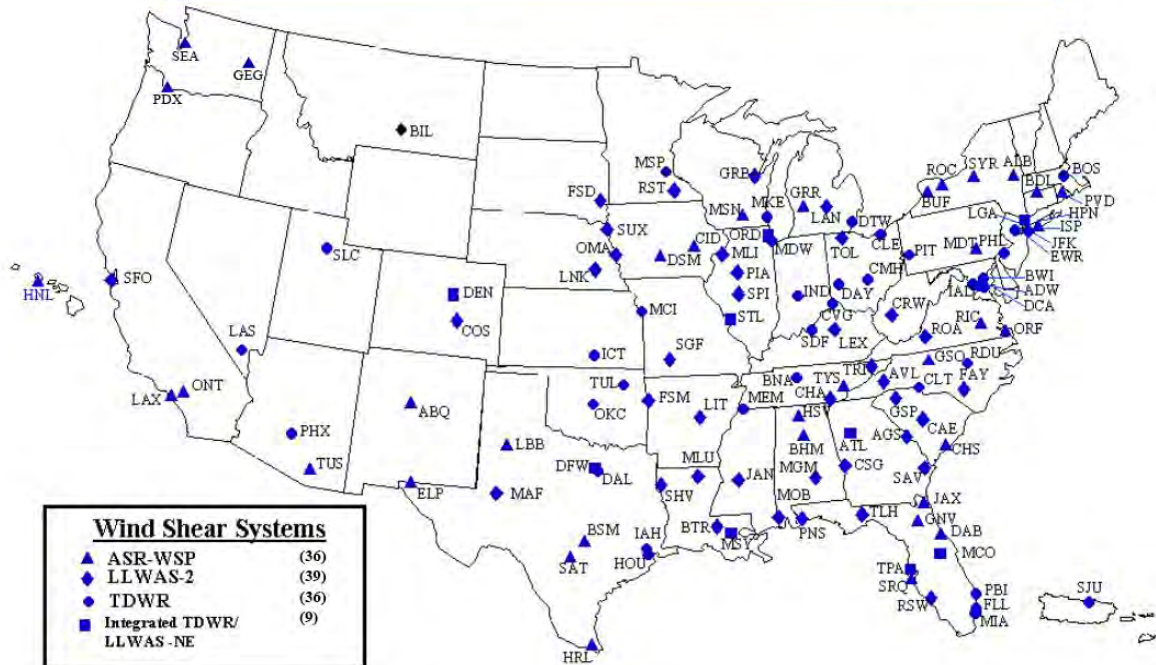 SEA
GEG
PDX
BIL
MSP
RST
GRB
FSD
MSN
MKE
GRR
LAN
DTW
ROC
SYR
ALB
BDL
BOS
BUF
PVD
LGA
HPN
ISP
JFK
EWR
SUX
OMA
CID
ORD
DSM
MLI
MDW
CLE
TOL
PIT
MDT
PHL
LNK
PIA
CMH
BWI
ADW
DCA
IAD
SLC
SFO
HNL
DEN
COS
SPI
IND
DAY
STL
CVG
CRW
RIC
ORF
MCI
SDF
LEX
ROA
LAS
ICT
SGF
TRI
GSO
RDU
TUL
BNA
TYS
AVL
CLT
FAY
ONT
LAX
ABQ
OKC
FSM
LIT
MEM
CHA
HSV
GSP
CAE
PHX
TUS
LBB
BHM
ATL
AGS
CHS
ELP
MAF
DFW
DAL
MLU
JAN
MGM
CSG
SAV
SHV
MOB
JAX
BTR
MSY
PNS
TLH
GNV
DAB
MCO
BSM
IAH
SAT
HOU
TPA
SRQ
RSW
PBI
FLL
MIA
SJU
HRL
Wind Shear Systems
ASR-WSP (36)
LLWAS-2 (39)
TDWR (36)
Integrated TDWR/ (9)
LLWAS -NE